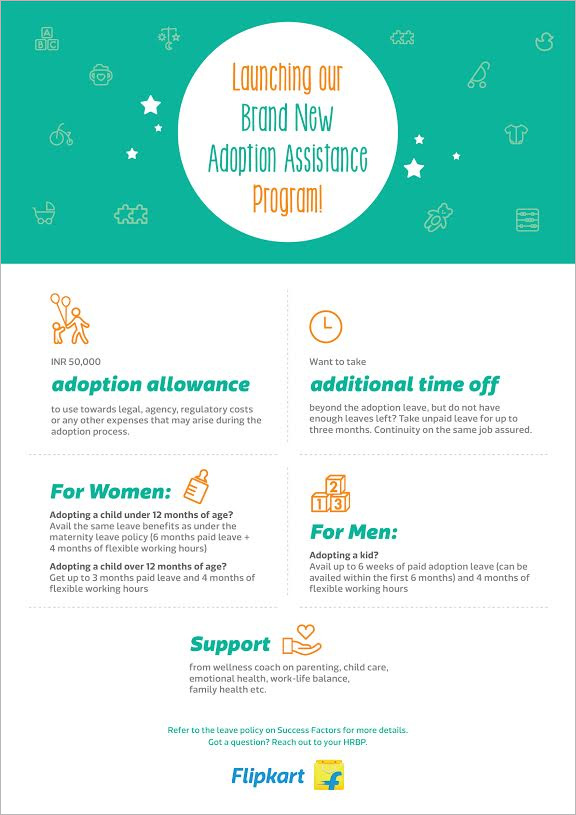 Launching our
Brand New
Adoption Assistance
Program!
A
B C
INR 50,000
adoption allowance
to use towards legal, agency, regulatory costs
or any other expenses that may arise during the
adoption process.
Want to take
additional time off
beyond the adoption leave, but do not have
enough leaves left? Take unpaid leave for up to
three months. Continuity on the same job assured.
For Women:
Adopting a child under 12 months of age?
Avail the same leave benefits as under the
maternity leave policy (6 months paid leave +
4 months of flexible working hours)
Adopting a child over 12 months of age?
Get up to 3 months paid leave and 4 months of
flexible working hours
2
1 3
For Men:
Adopting a kid?
Avail up to 6 weeks of paid adoption leave (can be
availed within the first 6 months) and 4 months of
flexible working hours
Support
from wellness coach on parenting, child care,
emotional health, work-life balance,
family health etc.
Refer to the leave policy on Success Factors for more details.
Got a question? Reach out to your HRBP.
Flipkart f